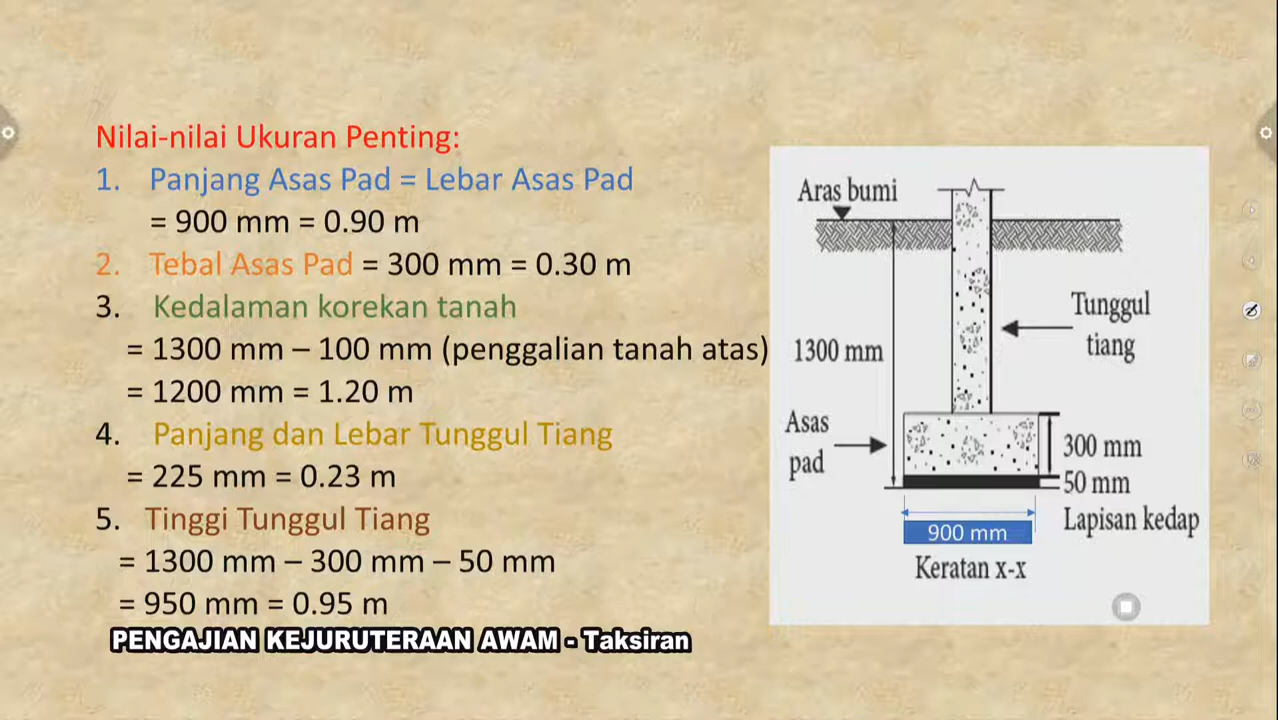 Nilai-nilai Ukuran Penting:
1. Panjang Asas Pad = Lebar Asas Pad
= 900 mm = 0.90 m
2. Tebal Asas Pad = 300 mm = 0.30 m
3. Kedalaman korekan tanah
= 1300 mm – 100 mm (penggalian tanah atas)
= 1200 mm = 1.20 m
4. Panjang dan Lebar Tunggul Tiang
= 225 mm = 0.23 m
5. Tinggi Tunggul Tiang
= 1300 mm – 300 mm – 50 mm
= 950 mm = 0.95 m
PENGAJIAN KEJURUTERAAN AWAM - Taksiran
Aras bumi
Tunggul
tiang
1300 mm
Asas
pad
300 mm
50 mm
Lapisan kedap
900 mm
Keratan x-x